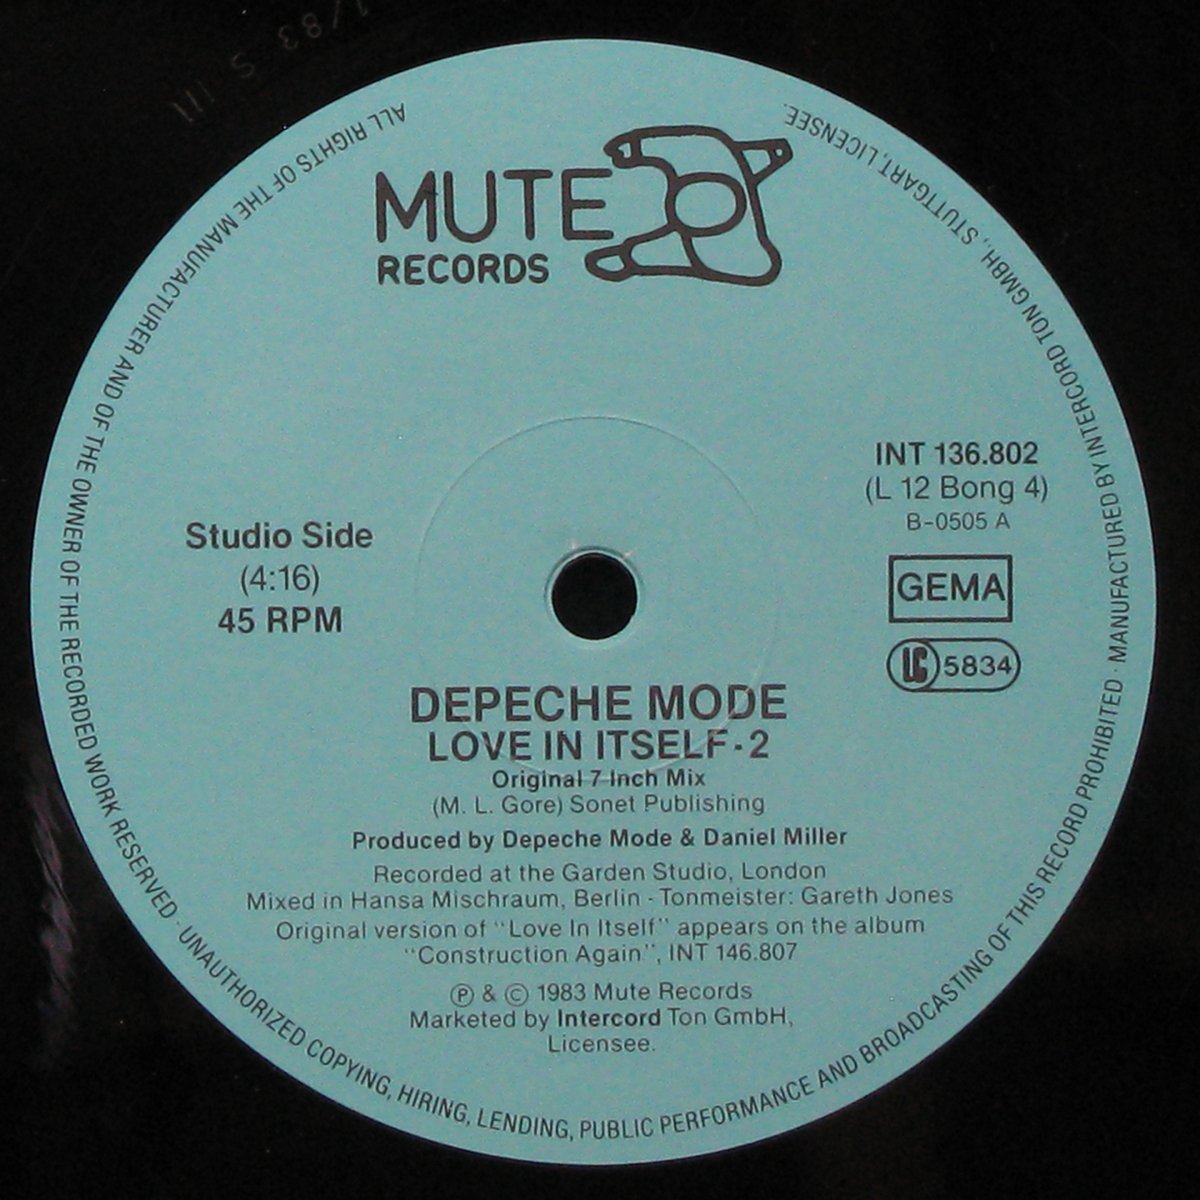 MUTE
RECORDS
INT 136.802
(L 12 Bong 4)
B-0505 A
GEMA
LC 5834
Studio Side
(4:16)
45 RPM
DEPECHE MODE
LOVE IN ITSELF·2
Original 7 Inch Mix
(M. L. Gore) Sonet Publishing
Produced by Depeche Mode & Daniel Miller
Recorded at the Garden Studio, London
Mixed in Hansa Mischraum, Berlin - Tonmeister: Gareth Jones
Original version of "Love In Itself" appears on the album
"Construction Again", INT 146.807
℗ & © 1983 Mute Records
Marketed by Intercord Ton GmbH,
Licensee.
ALL RIGHTS OF THE MANUFACTURER AND OF THE OWNER OF THE RECORDED WORK RESERVED · UNAUTHORIZED COPYING, HIRING, LENDING, PUBLIC PERFORMANCE AND BROADCASTING OF THIS RECORD PROHIBITED · MANUFACTURED BY INTERCORD TON GMBH., STUTTGART, LICENSEE.